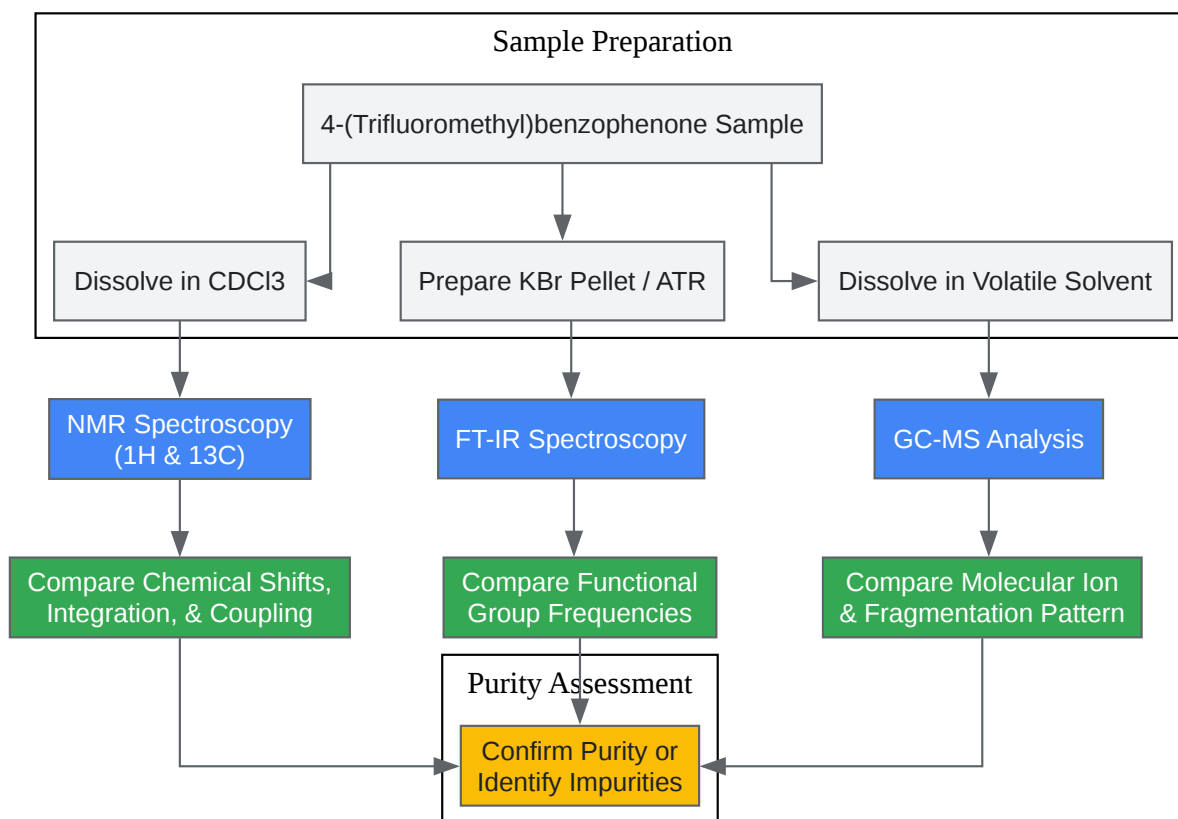 Sample Preparation
4-(Trifluoromethyl)benzophenone Sample
Dissolve in CDCl3
Prepare KBr Pellet / ATR
Dissolve in Volatile Solvent
NMR Spectroscopy
(1H & 13C)
FT-IR Spectroscopy
GC-MS Analysis
Compare Chemical Shifts,
Integration, & Coupling
Compare Functional
Group Frequencies
Compare Molecular Ion
& Fragmentation Pattern
Purity Assessment
Confirm Purity or
Identify Impurities